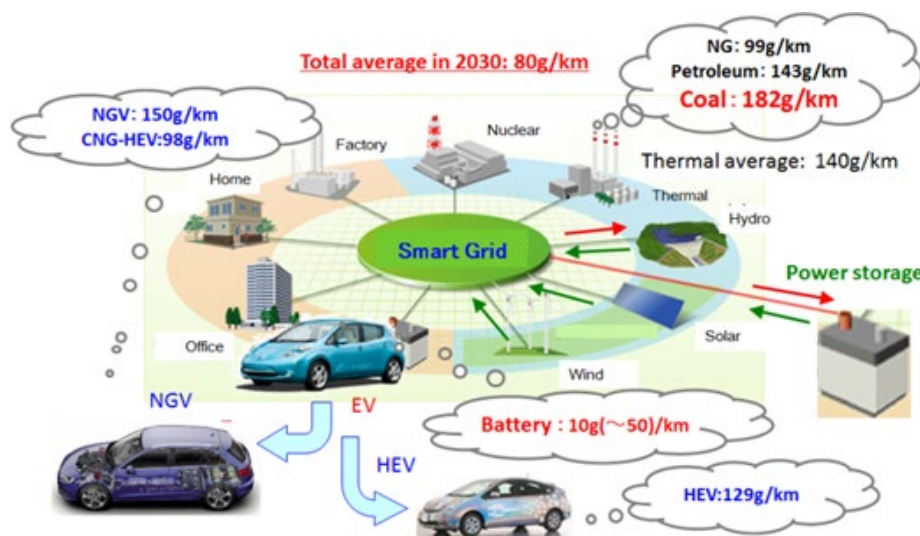 Total average in 2030: 80g/km
NG: 99g/km
Petroleum: 143g/km
Coal : 182g/km
NGV: 150g/km
CNG-HEV:98g/km
Thermal average: 140g/km
Nuclear
Factory
Home
Thermal
Hydro
Smart Grid
Power storage
Office
Solar
Wind
NGV
EV
Battery : 10g(~50)/km
HEV
HEV:129g/km